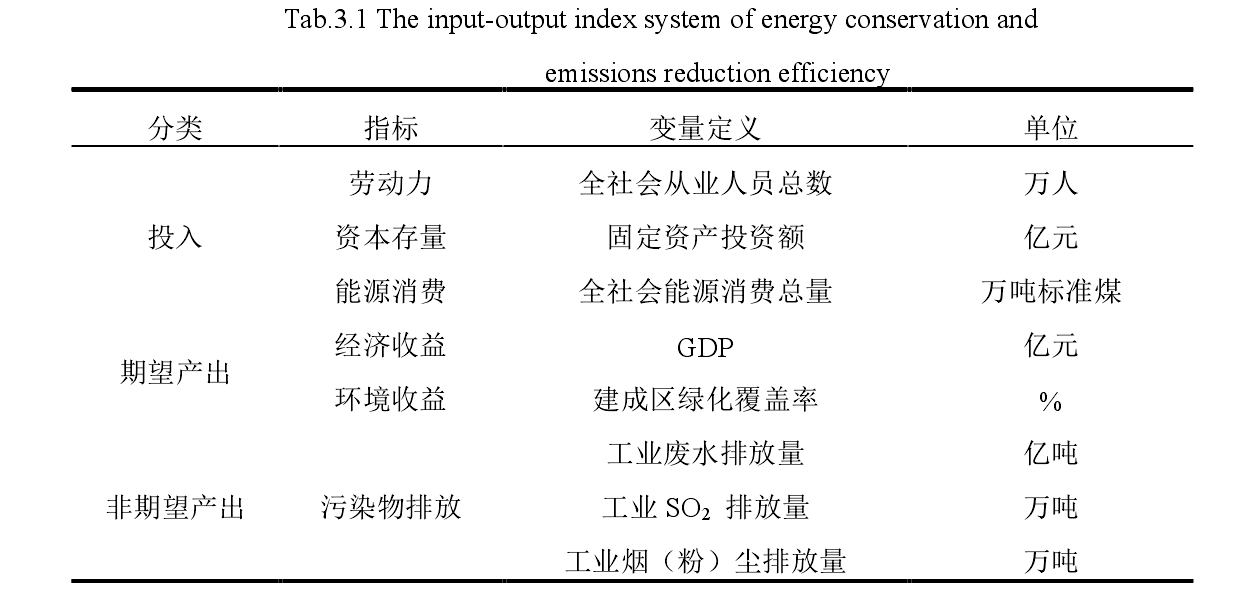 Tab.3.1 The input-output index system of energy conservation and
emissions reduction efficiency
分类 指标 变量定义 单位
劳动力 全社会从业人员总数 万人
投入 资本存量 固定资产投资额 亿元
能源消费 全社会能源消费总量 万吨标准煤
期望产出 经济收益 GDP 亿元
环境收益 建成区绿化覆盖率 %
工业废水排放量 亿吨
非期望产出 污染物排放 工业 SO₂ 排放量 万吨
工业烟（粉）尘排放量 万吨